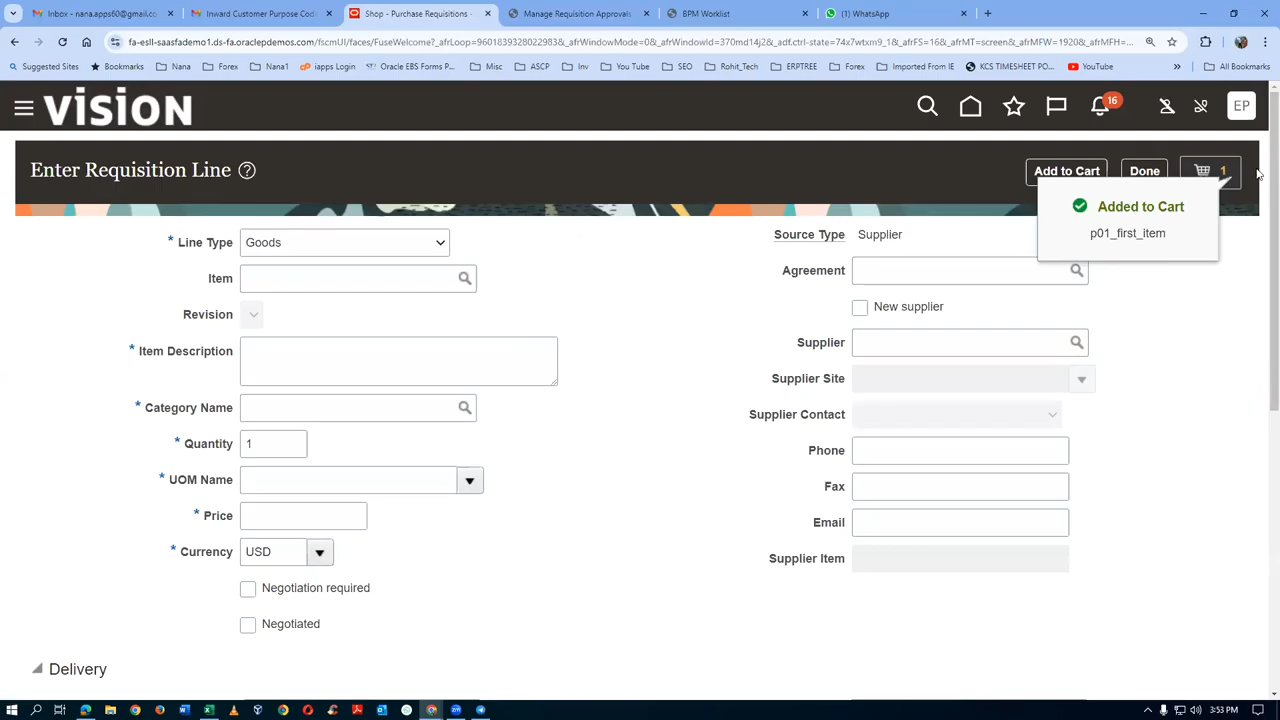 Inbox - nana.apps60@gmail.co
Inward Customer Purpose Code
Shop - Purchase Requisitions -
Manage Requisition Approvals
BPM Worklist
(1) WhatsApp
fa-esll-saasfademo1.ds-fa.oraclepdemos.com/fscmUI/faces/FuseWelcome?_afrLoop=9601839328022983&_afrWindowMode=0&_afrWindowId=370md14j2&_adf.ctrl-state=74x7wtxm9_1&_afrFS=16&_afrMT=screen&_afrMFW=1920&_afrMFH=...
Suggested Sites
Bookmarks
Nana
Forex
Nana1
iapps Login
Oracle EBS Forms P...
Misc
ASCP
Inv
You Tube
SEO
Rohit_Tech
ERPTREE
Forex
Imported From IE
KCS TIMESHEET PO...
YouTube
»
All Bookmarks
VISION
16
EP
Enter Requisition Line
Add to Cart
Done
1
Added to Cart
p01_first_item
* Line Type Goods
Item
Revision
* Item Description
* Category Name
* Quantity 1
* UOM Name
* Price
* Currency USD
Negotiation required
Negotiated
Source Type Supplier
Agreement
New supplier
Supplier
Supplier Site
Supplier Contact
Phone
Fax
Email
Supplier Item
Delivery
3:53 PM